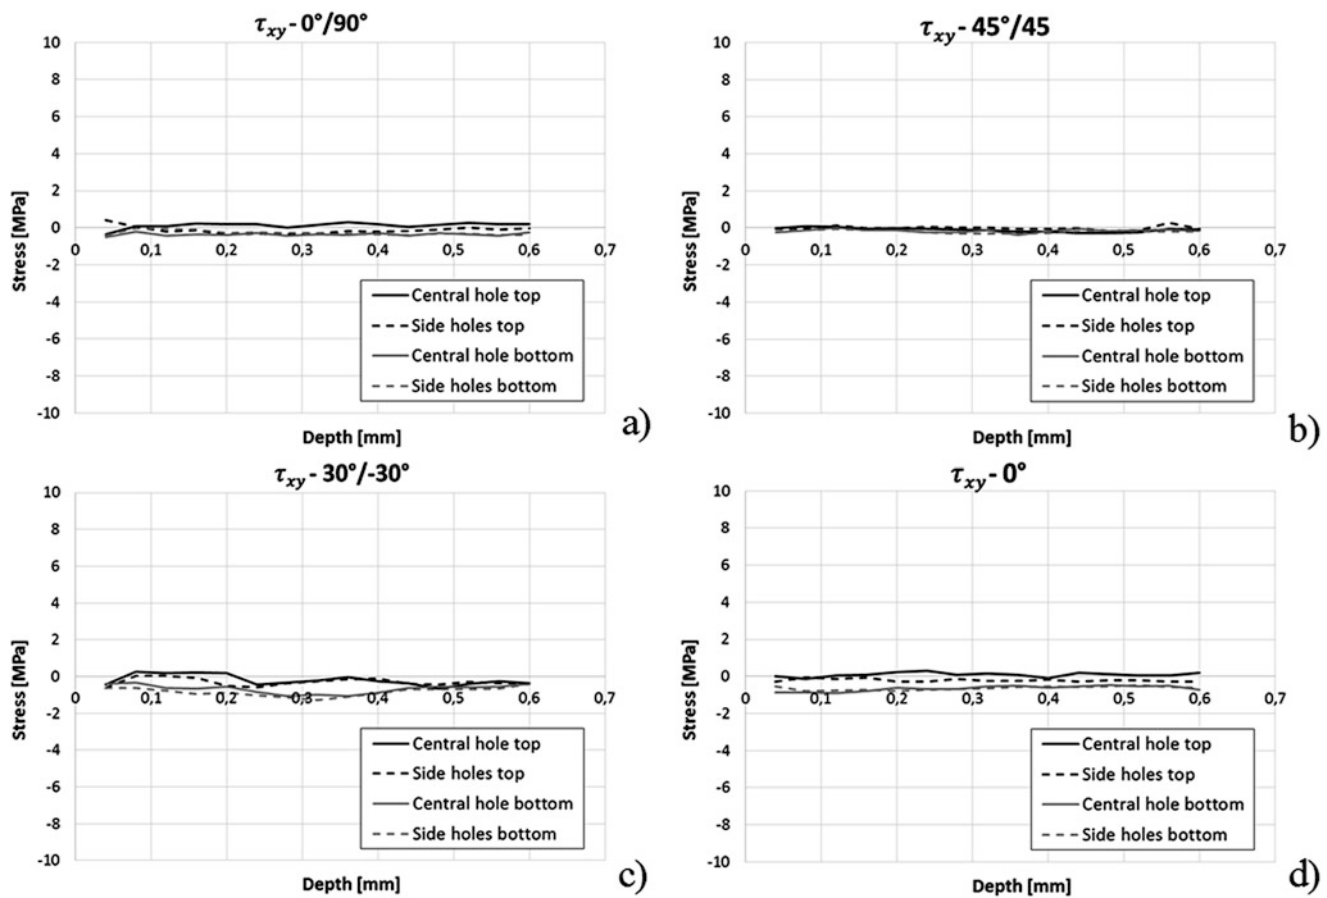 τxy - 0°/90°
10
8
6
4
2
0
-2
-4
-6
-8
-10
0
0,1
0,2
0,3
0,4
0,5
0,6
0,7
Stress [MPa]
Depth [mm]
Central hole top
Side holes top
Central hole bottom
Side holes bottom
a)
τxy - 45°/45
10
8
6
4
2
0
-2
-4
-6
-8
-10
0
0,1
0,2
0,3
0,4
0,5
0,6
0,7
Stress [MPa]
Depth [mm]
Central hole top
Side holes top
Central hole bottom
Side holes bottom
b)
τxy - 30°/-30°
10
8
6
4
2
0
-2
-4
-6
-8
-10
0
0,1
0,2
0,3
0,4
0,5
0,6
0,7
Stress [MPa]
Depth [mm]
Central hole top
Side holes top
Central hole bottom
Side holes bottom
c)
τxy - 0°
10
8
6
4
2
0
-2
-4
-6
-8
-10
0
0,1
0,2
0,3
0,4
0,5
0,6
0,7
Stress [MPa]
Depth [mm]
Central hole top
Side holes top
Central hole bottom
Side holes bottom
d)